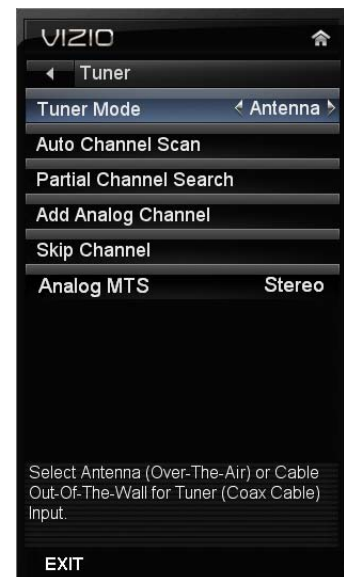 VIZIO
Tuner
Tuner Mode Antenna
Auto Channel Scan
Partial Channel Search
Add Analog Channel
Skip Channel
Analog MTS Stereo
Select Antenna (Over-The-Air) or Cable
Out-Of-The-Wall for Tuner (Coax Cable)
Input.
EXIT